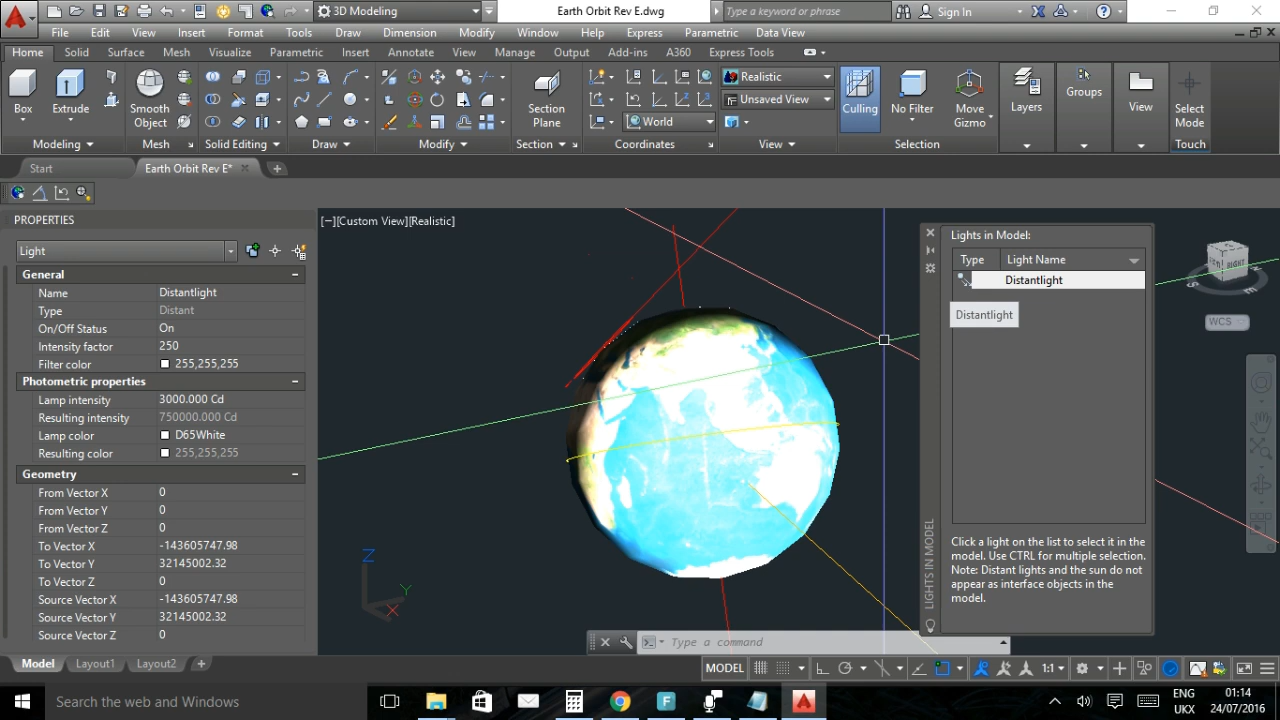 3D Modeling
Earth Orbit Rev E.dwg
Type a keyword or phrase
Sign In
File Edit View Insert Format Tools Draw Dimension Modify Window Help Express Parametric Data View
Home Solid Surface Mesh Visualize Parametric Insert Annotate View Manage Output Add-ins A360 Express Tools
Box
Extrude
Smooth
Object
Section
Plane
World
Realistic
Unsaved View
Culling
No Filter
Move
Gizmo
Layers
Groups
View
Select
Mode
Modeling Mesh Solid Editing Draw Modify Section Coordinates View Selection Touch
Start
Earth Orbit Rev E*
PROPERTIES
Light
General
Name Distantlight
Type Distant
On/Off Status On
Intensity factor 250
Filter color 255,255,255
Photometric properties
Lamp intensity 3000.000 Cd
Resulting intensity 750000.000 Cd
Lamp color D65White
Resulting color 255,255,255
Geometry
From Vector X 0
From Vector Y 0
From Vector Z 0
To Vector X -143605747.98
To Vector Y 32145002.32
To Vector Z 0
Source Vector X -143605747.98
Source Vector Y 32145002.32
Source Vector Z 0
[−][Custom View][Realistic]
Z
Y
X
Lights in Model:
Type Light Name
Distantlight
Distantlight
Click a light on the list to select it in the
model. Use CTRL for multiple selection.
Note: Distant lights and the sun do not
appear as interface objects in the
model.
LIGHTS IN MODEL
RIGHT
E
WCS
Type a command
Model Layout1 Layout2
MODEL
1:1
Search the web and Windows
ENG
UKX
01:14
24/07/2016